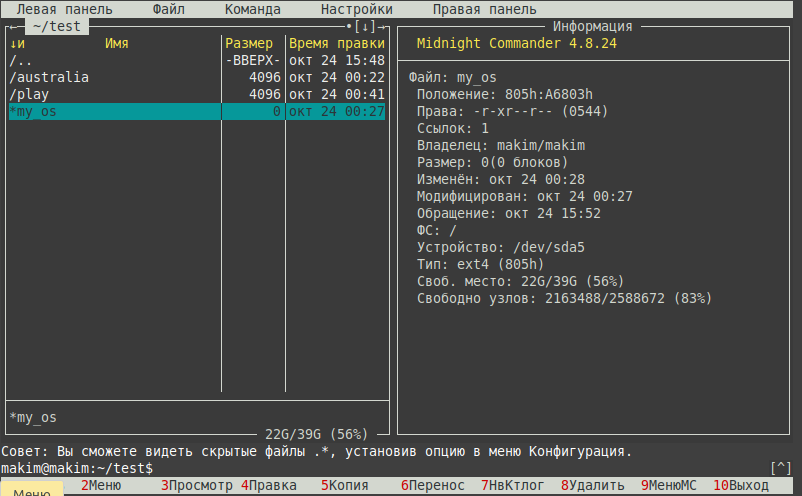 Левая панель Файл Команда Настройки Правая панель
←─ ~/test •[↓]→
↓и Имя Размер Время правки
/.. -ВВЕРХ- окт 24 15:48
/australia 4096 окт 24 00:22
/play 4096 окт 24 00:41
*my_os 0 окт 24 00:27
*my_os
22G/39G (56%)
Информация
Midnight Commander 4.8.24
Файл: my_os
Положение: 805h:A6803h
Права: -r-xr--r-- (0544)
Ссылок: 1
Владелец: makim/makim
Размер: 0(0 блоков)
Изменён: окт 24 00:28
Модифицирован: окт 24 00:27
Обращение: окт 24 15:52
ФС: /
Устройство: /dev/sda5
Тип: ext4 (805h)
Своб. место: 22G/39G (56%)
Свободно узлов: 2163488/2588672 (83%)
Совет: Вы сможете видеть скрытые файлы .*, установив опцию в меню Конфигурация.
makim@makim:~/test$ [^]
Меню 2Меню 3Просмотр 4Правка 5Копия 6Перенос 7НвКтлог 8Удалить 9МенюMC 10Выход